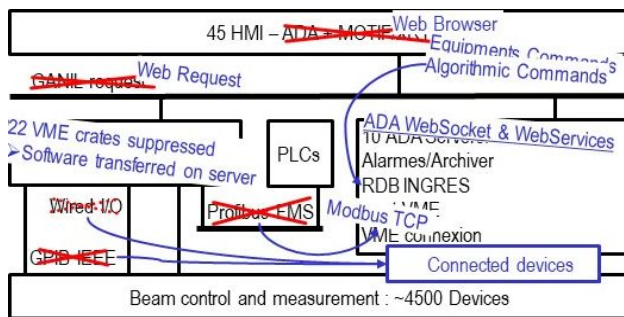 45 HMI – ADA + MOTIF
Web Browser
Equipments Commands
Algorithmic Commands
GANIL request
Web Request
22 VME crates suppressed
➢Software transferred on server
PLCs
ADA WebSocket & WebServices
10 ADA Servers
Alarmes/Archiver
RDB INGRES
VME
VME connexion
Wired I/O
Profibus FMS
Modbus TCP
GPIB IEEE
Connected devices
Beam control and measurement : ~4500 Devices